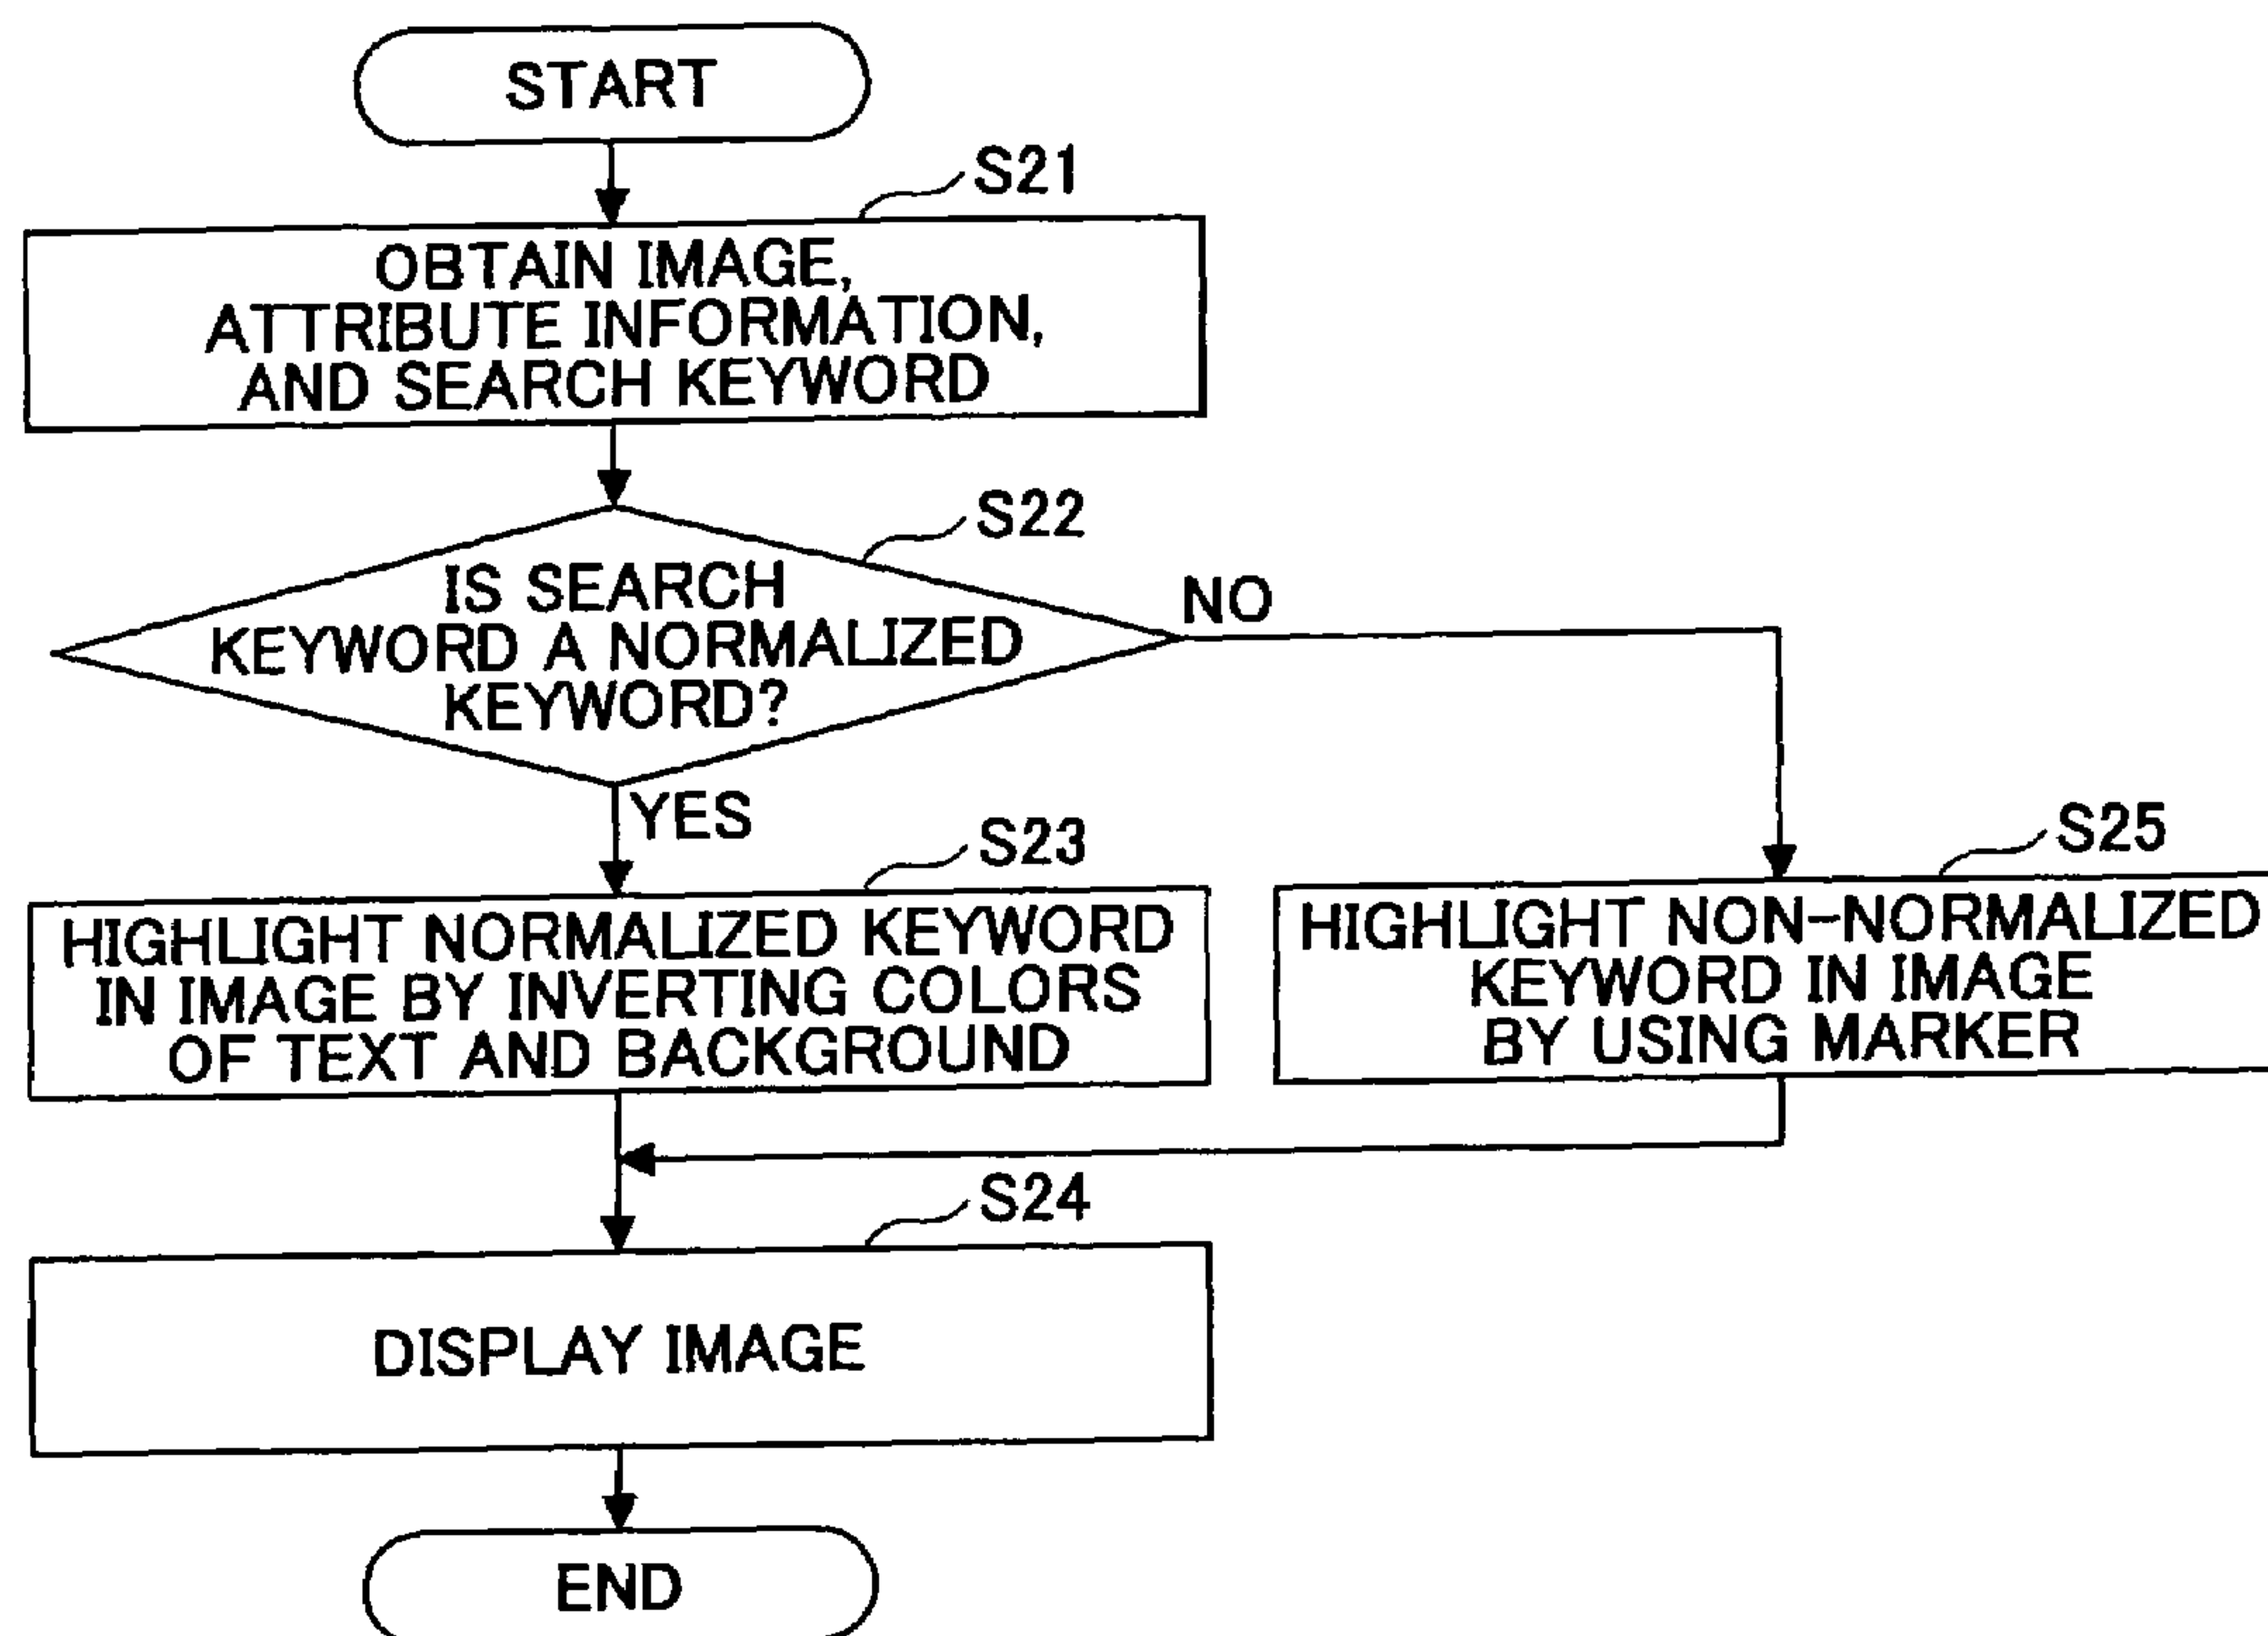 START
S21
OBTAIN IMAGE,
ATTRIBUTE INFORMATION,
AND SEARCH KEYWORD
S22
IS SEARCH
KEYWORD A NORMALIZED
KEYWORD?
NO
YES
S23
HIGHLIGHT NORMALIZED KEYWORD
IN IMAGE BY INVERTING COLORS
OF TEXT AND BACKGROUND
S25
HIGHLIGHT NON-NORMALIZED
KEYWORD IN IMAGE
BY USING MARKER
S24
DISPLAY IMAGE
END